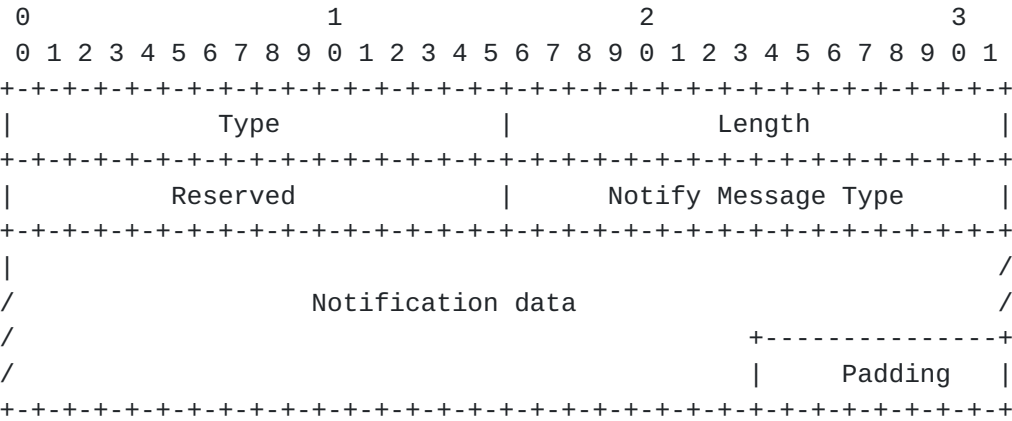 0                   1                   2                   3
 0 1 2 3 4 5 6 7 8 9 0 1 2 3 4 5 6 7 8 9 0 1 2 3 4 5 6 7 8 9 0 1
+-+-+-+-+-+-+-+-+-+-+-+-+-+-+-+-+-+-+-+-+-+-+-+-+-+-+-+-+-+-+-+-+
|             Type              |             Length            |
+-+-+-+-+-+-+-+-+-+-+-+-+-+-+-+-+-+-+-+-+-+-+-+-+-+-+-+-+-+-+-+-+
|          Reserved             |      Notify Message Type      |
+-+-+-+-+-+-+-+-+-+-+-+-+-+-+-+-+-+-+-+-+-+-+-+-+-+-+-+-+-+-+-+-+
|                                                               /
/                   Notification data                           /
/                                               +---------------+
/                                               |     Padding   |
+-+-+-+-+-+-+-+-+-+-+-+-+-+-+-+-+-+-+-+-+-+-+-+-+-+-+-+-+-+-+-+-+